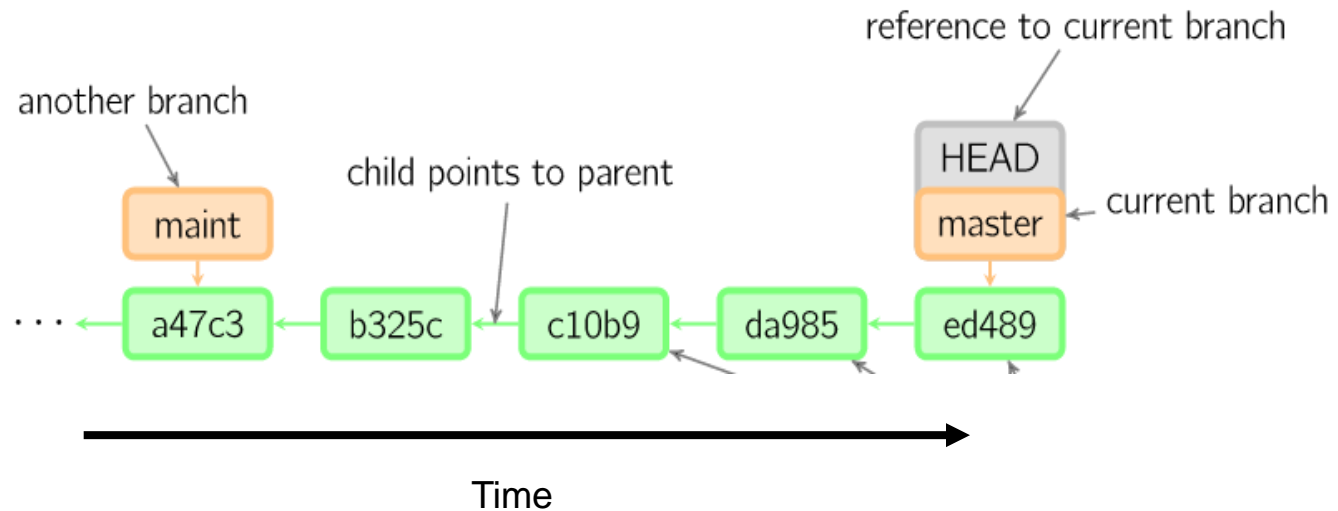 reference to current branch
another branch
HEAD
child points to parent
current branch
maint
master
··· a47c3 b325c c10b9 da985 ed489
Time